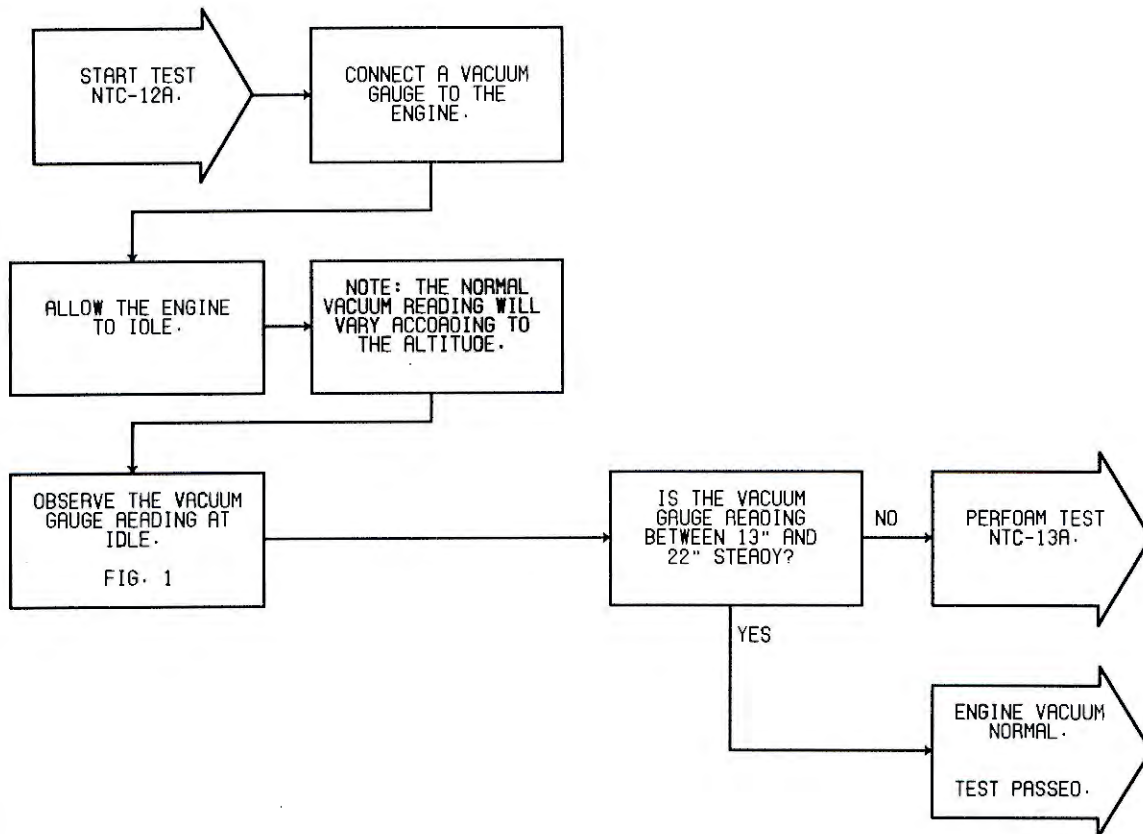 START TEST
NTC-12A.
CONNECT A VACUUM
GAUGE TO THE
ENGINE.
ALLOW THE ENGINE
TO IDLE.
NOTE: THE NORMAL
VACUUM READING WILL
VARY ACCORDING TO
THE ALTITUDE.
OBSERVE THE VACUUM
GAUGE READING AT
IDLE.
FIG. 1
IS THE VACUUM
GAUGE READING
BETWEEN 13" AND
22" STEADY?
NO
PERFORM TEST
NTC-13A.
YES
ENGINE VACUUM
NORMAL.
TEST PASSED.